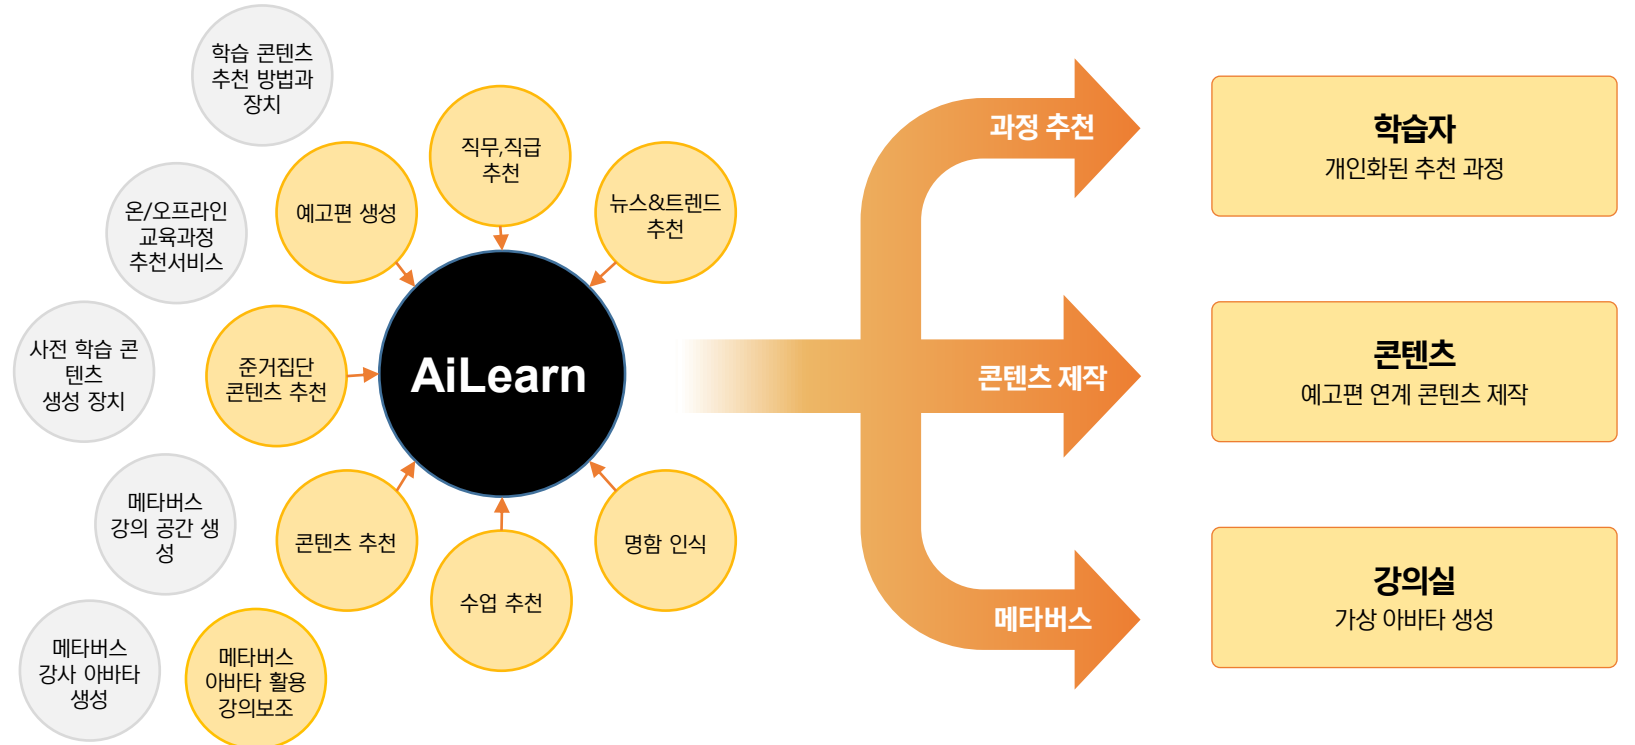 학습 콘텐츠
추천 방법과
장치
직무,직급
추천
예고편 생성
뉴스&트렌드
추천
온/오프라인
교육과정
추천서비스
사전 학습 콘
텐츠
생성 장치
준거집단
콘텐츠 추천
AiLearn
메타버스
강의 공간 생
성
콘텐츠 추천
수업 추천
명함 인식
메타버스
강사 아바타
생성
메타버스
아바타 활용
강의보조
과정 추천
콘텐츠 제작
메타버스
학습자
개인화된 추천 과정
콘텐츠
예고편 연계 콘텐츠 제작
강의실
가상 아바타 생성